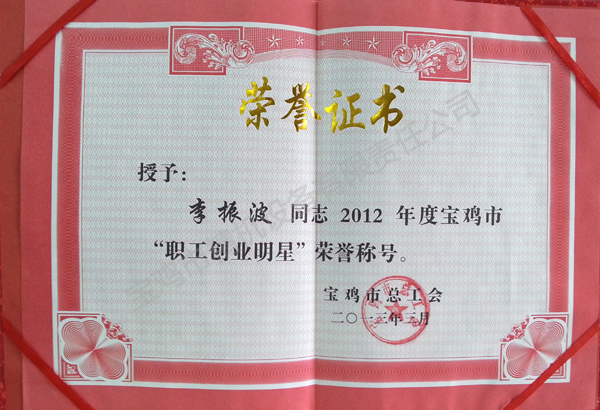 荣誉证书
授予：
李振波 同志 2012 年度宝鸡市
“职工创业明星”荣誉称号。
宝鸡市总工会
二〇一三年三月